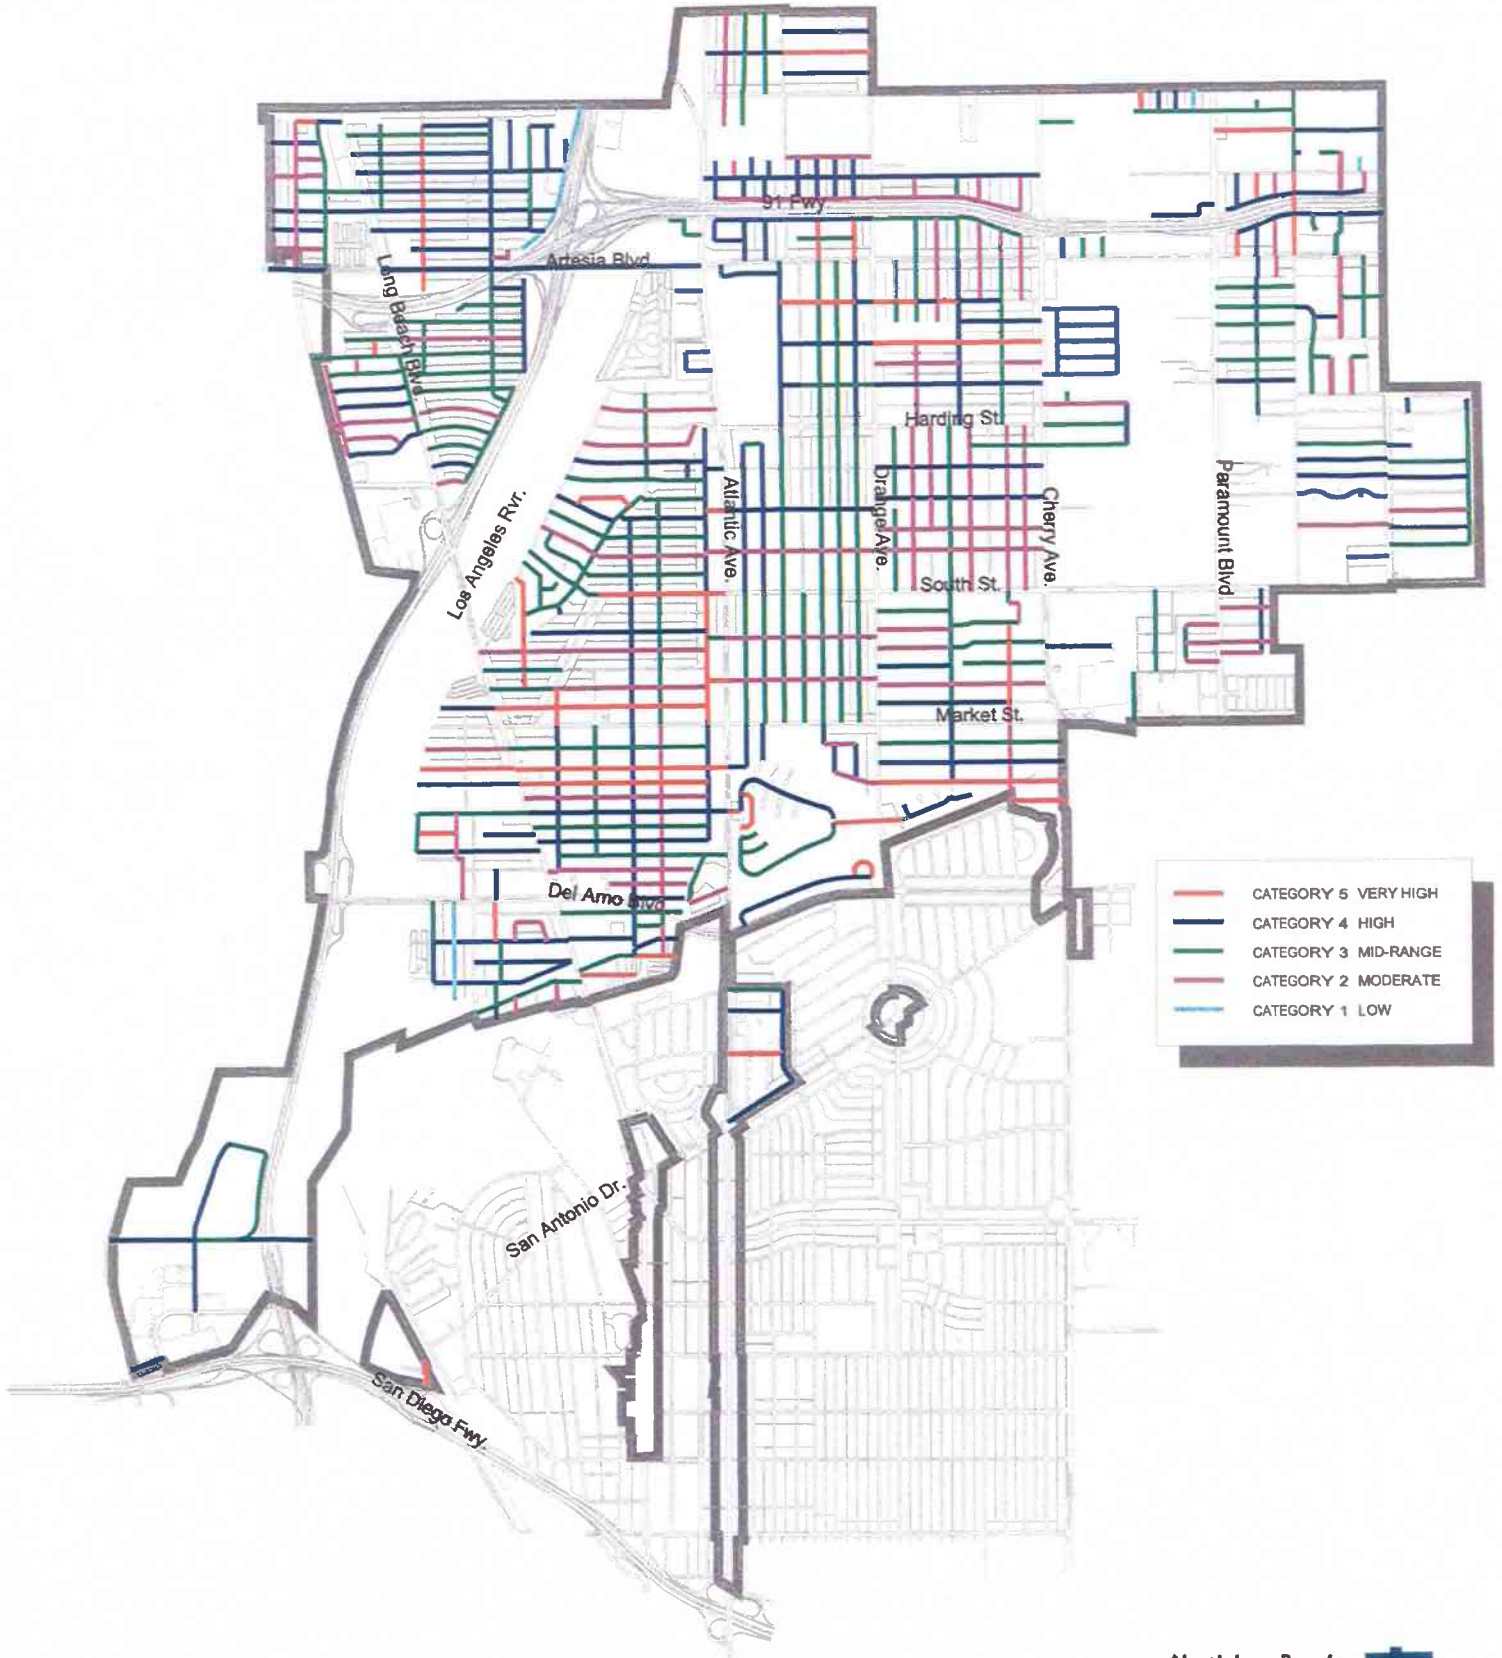 91 Fwy.
Artesia Blvd.
Long Beach Blvd.
Harding St.
Atlantic Ave.
Orange Ave.
Cherry Ave.
Paramount Blvd.
Los Angeles Rvr.
South St.
Market St.
Del Amo Blvd.
CATEGORY 5 VERY HIGH
CATEGORY 4 HIGH
CATEGORY 3 MID-RANGE
CATEGORY 2 MODERATE
CATEGORY 1 LOW
San Antonio Dr.
San Diego Fwy.